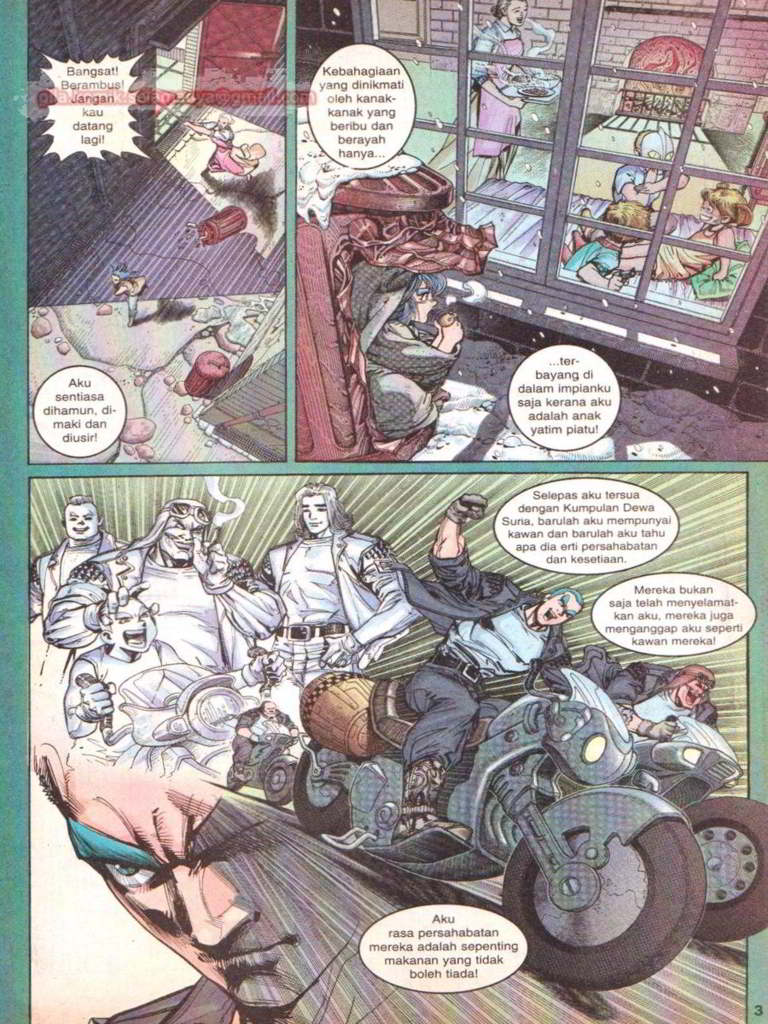 Bangsat!
Berambus!
Jangan
kau
datang
lagi!
Kebahagiaan
yang dinikmati
oleh kanak-
kanak yang
beribu dan
berayah
hanya...
Aku
sentiasa
dihamun, di-
maki dan
diusir!
...ter-
bayang di
dalam impianku
saja kerana aku
adalah anak
yatim piatu!
Selepas aku tersua
dengan Kumpulan Dewa
Suria, barulah aku mempunyai
kawan dan barulah aku tahu
apa dia erti persahabatan
dan kesetiaan.
Mereka bukan
saja telah menyelamat-
kan aku, mereka juga
menganggap aku seperti
kawan mereka!
Aku
rasa persahabatan
mereka adalah sepenting
makanan yang tidak
boleh tiada!
3